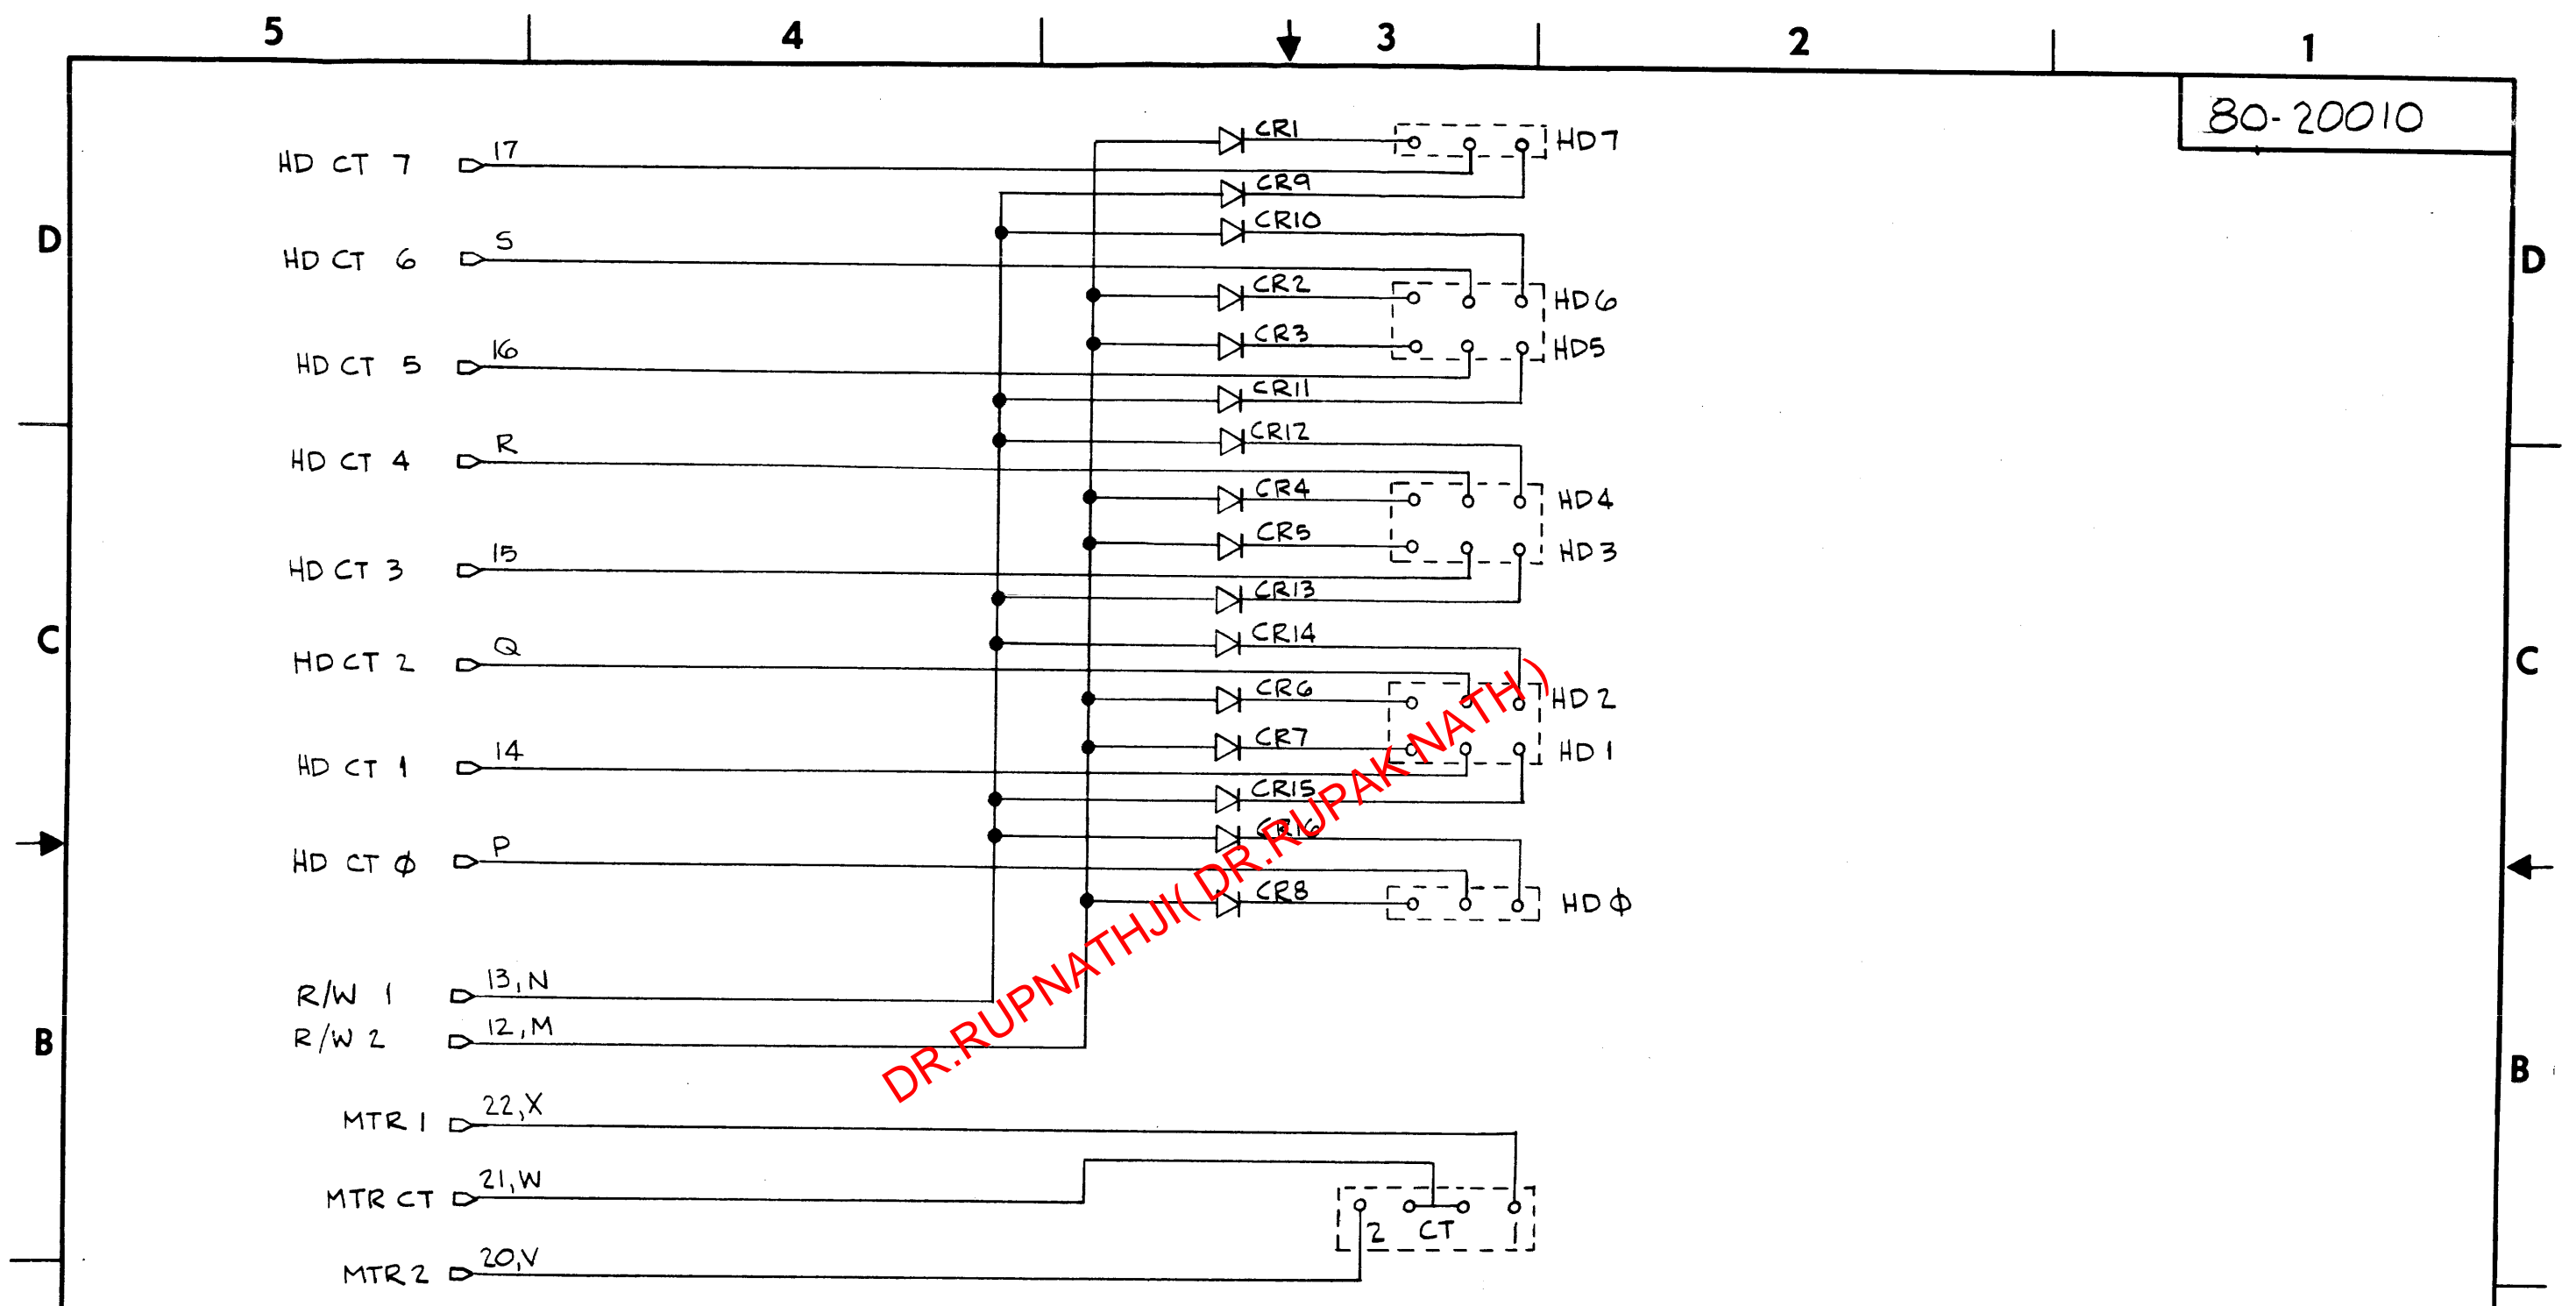 5 4 3 2 1
80-20010
HD CT 7 17 CR1 HD7
CR9
D D
CR10
HD CT 6 S
CR2 HD6
CR3 HD5
HD CT 5 16
CR11
CR12
HD CT 4 R
CR4 HD4
CR5 HD3
HD CT 3 15
CR13
C C
CR14
HD CT 2 Q
CR6 HD2
CR7 HD1
HD CT 1 14
CR15
CR16
HD CT Ø P
CR8 HDØ
R/W 1 13,N
R/W 2 12,M
B B
MTR 1 22,X
MTR CT 21,W
2 CT 1
MTR 2 20,V
DR.RUPNATHJI( DR.RUPAK NATH )